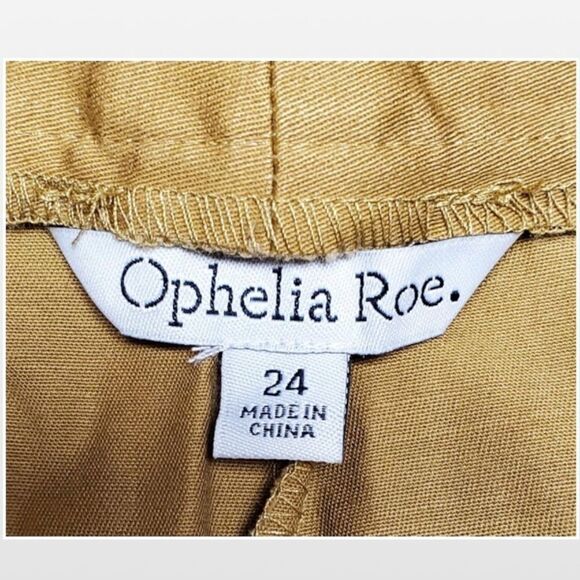 Ophelia Roe.
24
MADE IN
CHINA